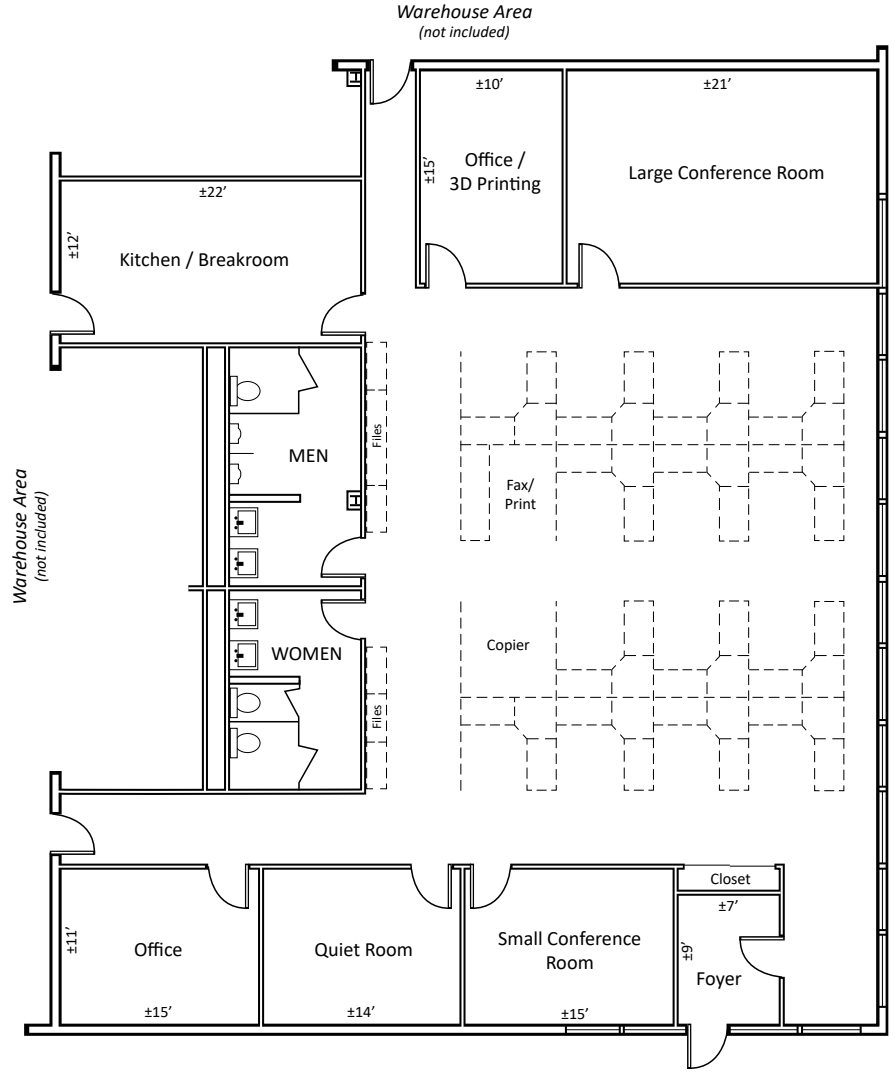 Warehouse Area
(not included)
±10’
±21’
±15’
Office /
3D Printing
Large Conference Room
±22’
±12’
Kitchen / Breakroom
Files
MEN
Fax/
Print
Warehouse Area
(not included)
WOMEN
Copier
Files
Closet
±7’
±11’
Office
Quiet Room
Small Conference
Room
±9’
Foyer
±15’
±14’
±15’